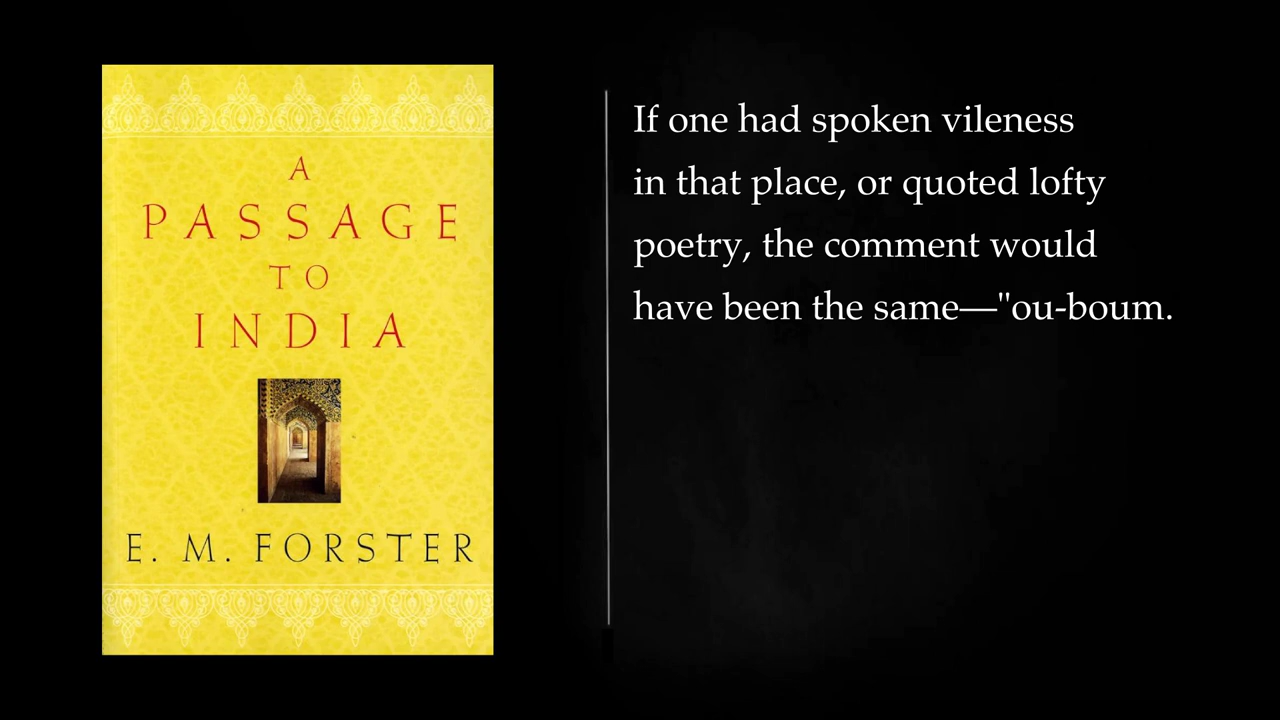 A
PASSAGE
TO
INDIA
E. M. FORSTER
If one had spoken vileness
in that place, or quoted lofty
poetry, the comment would
have been the same—"ou-boum.